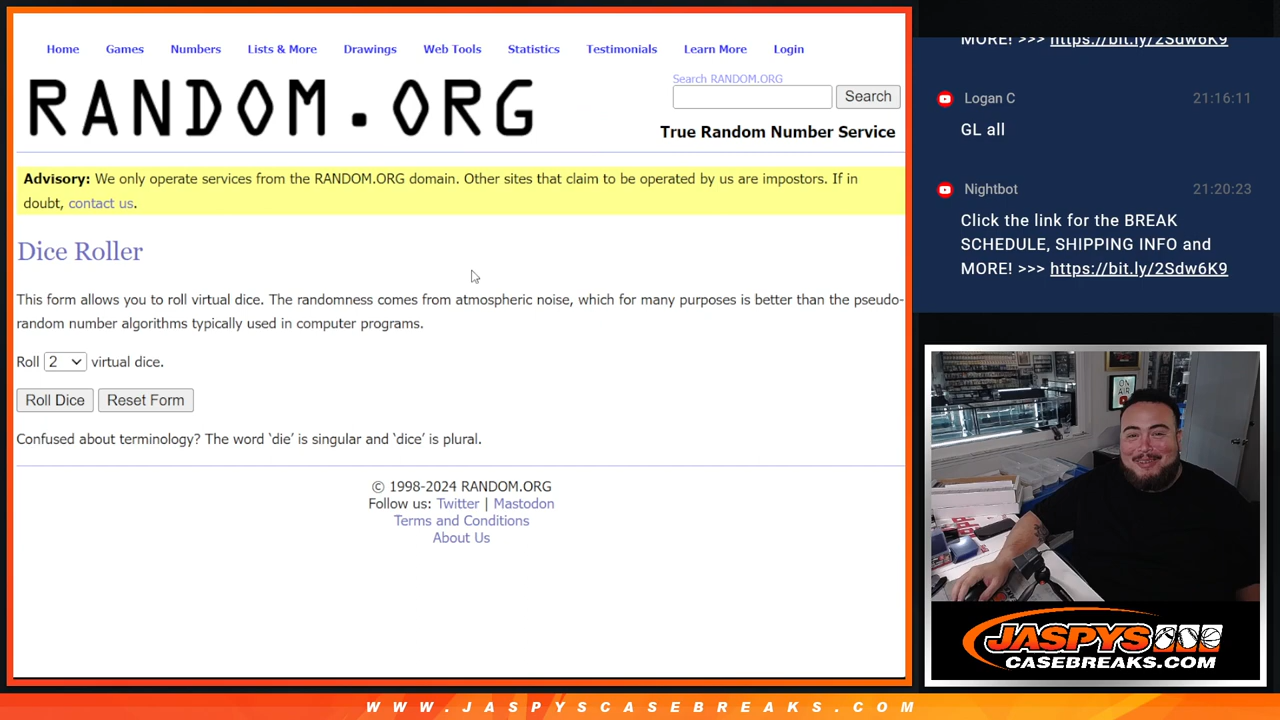 Home Games Numbers Lists & More Drawings Web Tools Statistics Testimonials Learn More Login
RANDOM.ORG
Search RANDOM.ORG
Search
True Random Number Service
Advisory: We only operate services from the RANDOM.ORG domain. Other sites that claim to be operated by us are impostors. If in
doubt, contact us.
Dice Roller
This form allows you to roll virtual dice. The randomness comes from atmospheric noise, which for many purposes is better than the pseudo-
random number algorithms typically used in computer programs.
Roll 2 virtual dice.
Roll Dice Reset Form
Confused about terminology? The word ‘die’ is singular and ‘dice’ is plural.
© 1998-2024 RANDOM.ORG
Follow us: Twitter | Mastodon
Terms and Conditions
About Us
MORE! >>> https://bit.ly/2Sdw6K9
Logan C 21:16:11
GL all
Nightbot 21:20:23
Click the link for the BREAK
SCHEDULE, SHIPPING INFO and
MORE! >>> https://bit.ly/2Sdw6K9
ON
AIR
JASPYS
CASEBREAKS.COM
WWW.JASPYSCASEBREAKS.COM